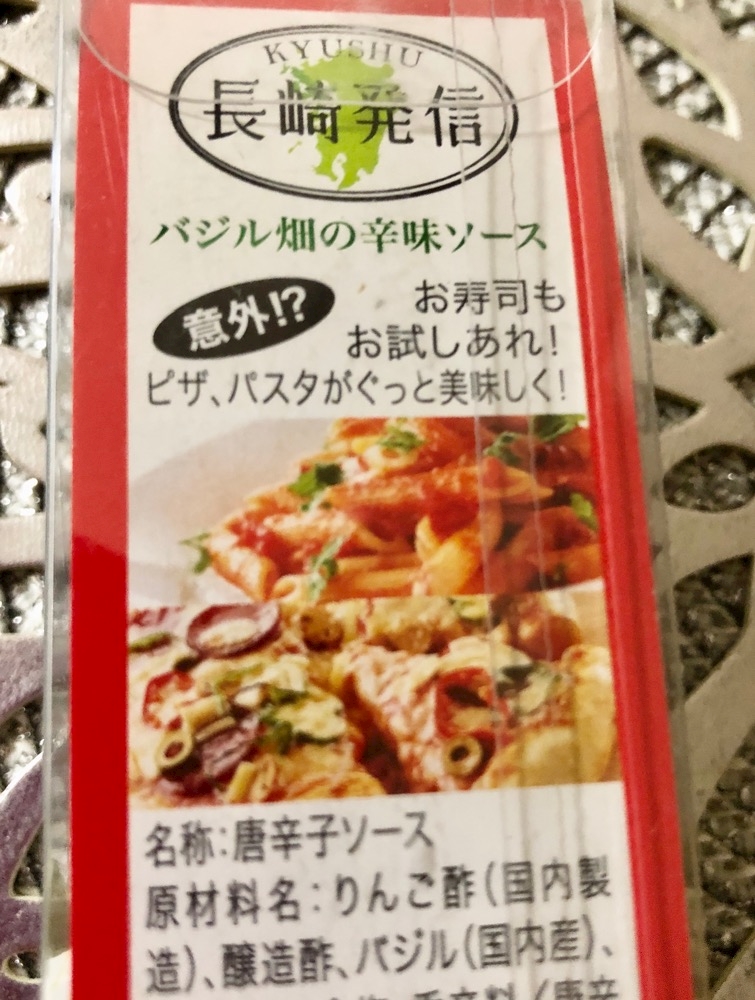 KYUSHU
長崎発信
バジル畑の辛味ソース
意外!?
お寿司も
お試しあれ!
ピザ、パスタがぐっと美味しく!
名称:唐辛子ソース
原材料名:りんご酢(国内製
造)、醸造酢、バジル(国内産)、